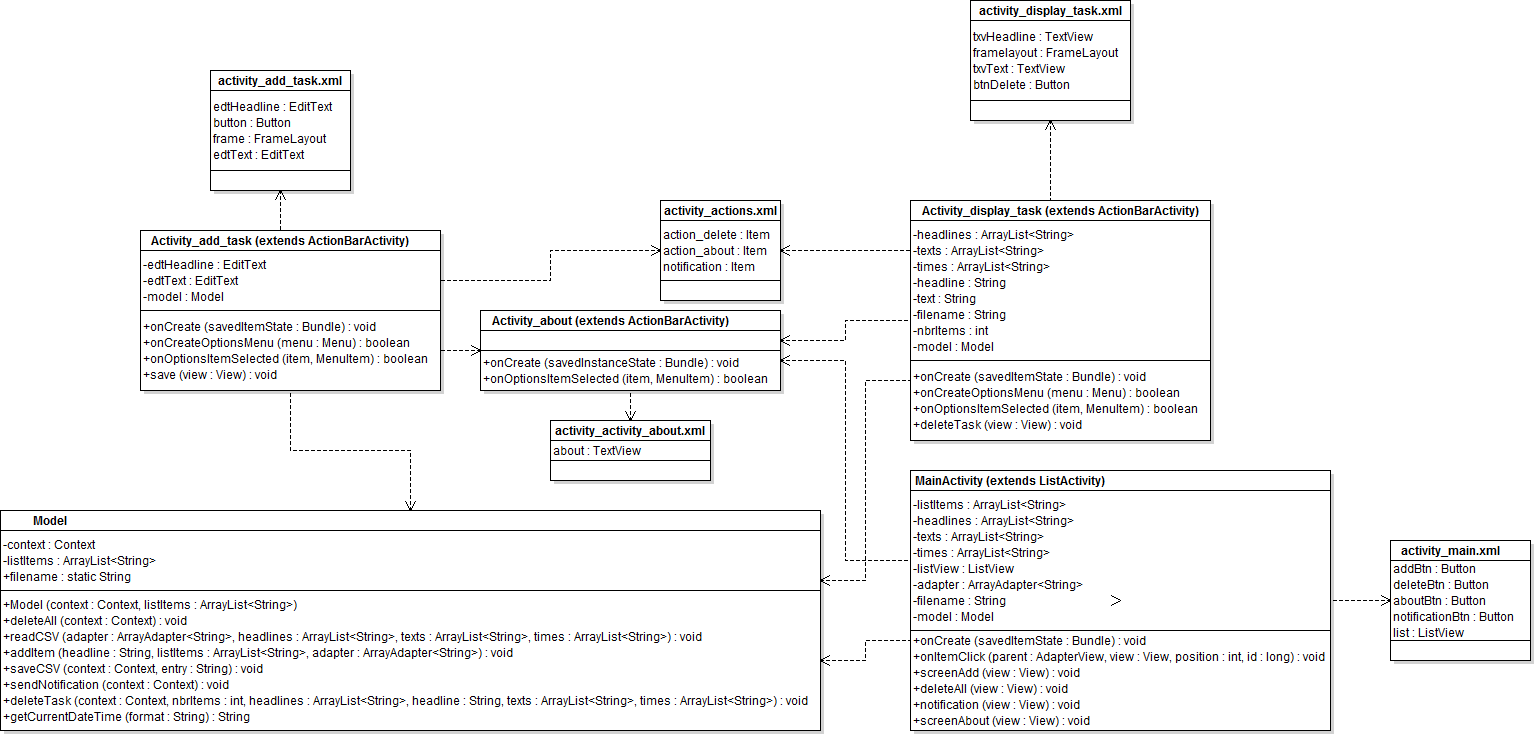 activity_display_task.xml
txvHeadline : TextView
framelayout : FrameLayout
txvText : TextView
btnDelete : Button
activity_add_task.xml
edtHeadline : EditText
button : Button
frame : FrameLayout
edtText : EditText
activity_actions.xml
action_delete : Item
action_about : Item
notification : Item
Activity_display_task (extends ActionBarActivity)
-headlines : ArrayList<String>
-texts : ArrayList<String>
-times : ArrayList<String>
-headline : String
-text : String
-filename : String
-nbrItems : int
-model : Model
+onCreate (savedItemState : Bundle) : void
+onCreateOptionsMenu (menu : Menu) : boolean
+onOptionsItemSelected (item, MenuItem) : boolean
+deleteTask (view : View) : void
Activity_add_task (extends ActionBarActivity)
-edtHeadline : EditText
-edtText : EditText
-model : Model
+onCreate (savedItemState : Bundle) : void
+onCreateOptionsMenu (menu : Menu) : boolean
+onOptionsItemSelected (item, MenuItem) : boolean
+save (view : View) : void
Activity_about (extends ActionBarActivity)
+onCreate (savedInstanceState : Bundle) : void
+onOptionsItemSelected (item, MenuItem) : boolean
activity_activity_about.xml
about : TextView
Model
-context : Context
-listItems : ArrayList<String>
+filename : static String
+Model (context : Context, listItems : ArrayList<String>)
+deleteAll (context : Context) : void
+readCSV (adapter : ArrayAdapter<String>, headlines : ArrayList<String>, texts : ArrayList<String>, times : ArrayList<String>) : void
+addItem (headline : String, listItems : ArrayList<String>, adapter : ArrayAdapter<String>) : void
+saveCSV (context : Context, entry : String) : void
+sendNotification (context : Context) : void
+deleteTask (context : Context, nbrItems : int, headlines : ArrayList<String>, headline : String, texts : ArrayList<String>, times : ArrayList<String>) : void
+getCurrentDateTime (format : String) : String
MainActivity (extends ListActivity)
-listItems : ArrayList<String>
-headlines : ArrayList<String>
-texts : ArrayList<String>
-times : ArrayList<String>
-listView : ListView
-adapter : ArrayAdapter<String>
-filename : String
-model : Model
+onCreate (savedItemState : Bundle) : void
+onItemClick (parent : AdapterView, view : View, position : int, id : long) : void
+screenAdd (view : View) : void
+deleteAll (view : View) : void
+notification (view : View) : void
+screenAbout (view : View) : void
activity_main.xml
addBtn : Button
deleteBtn : Button
aboutBtn : Button
notificationBtn : Button
list : ListView